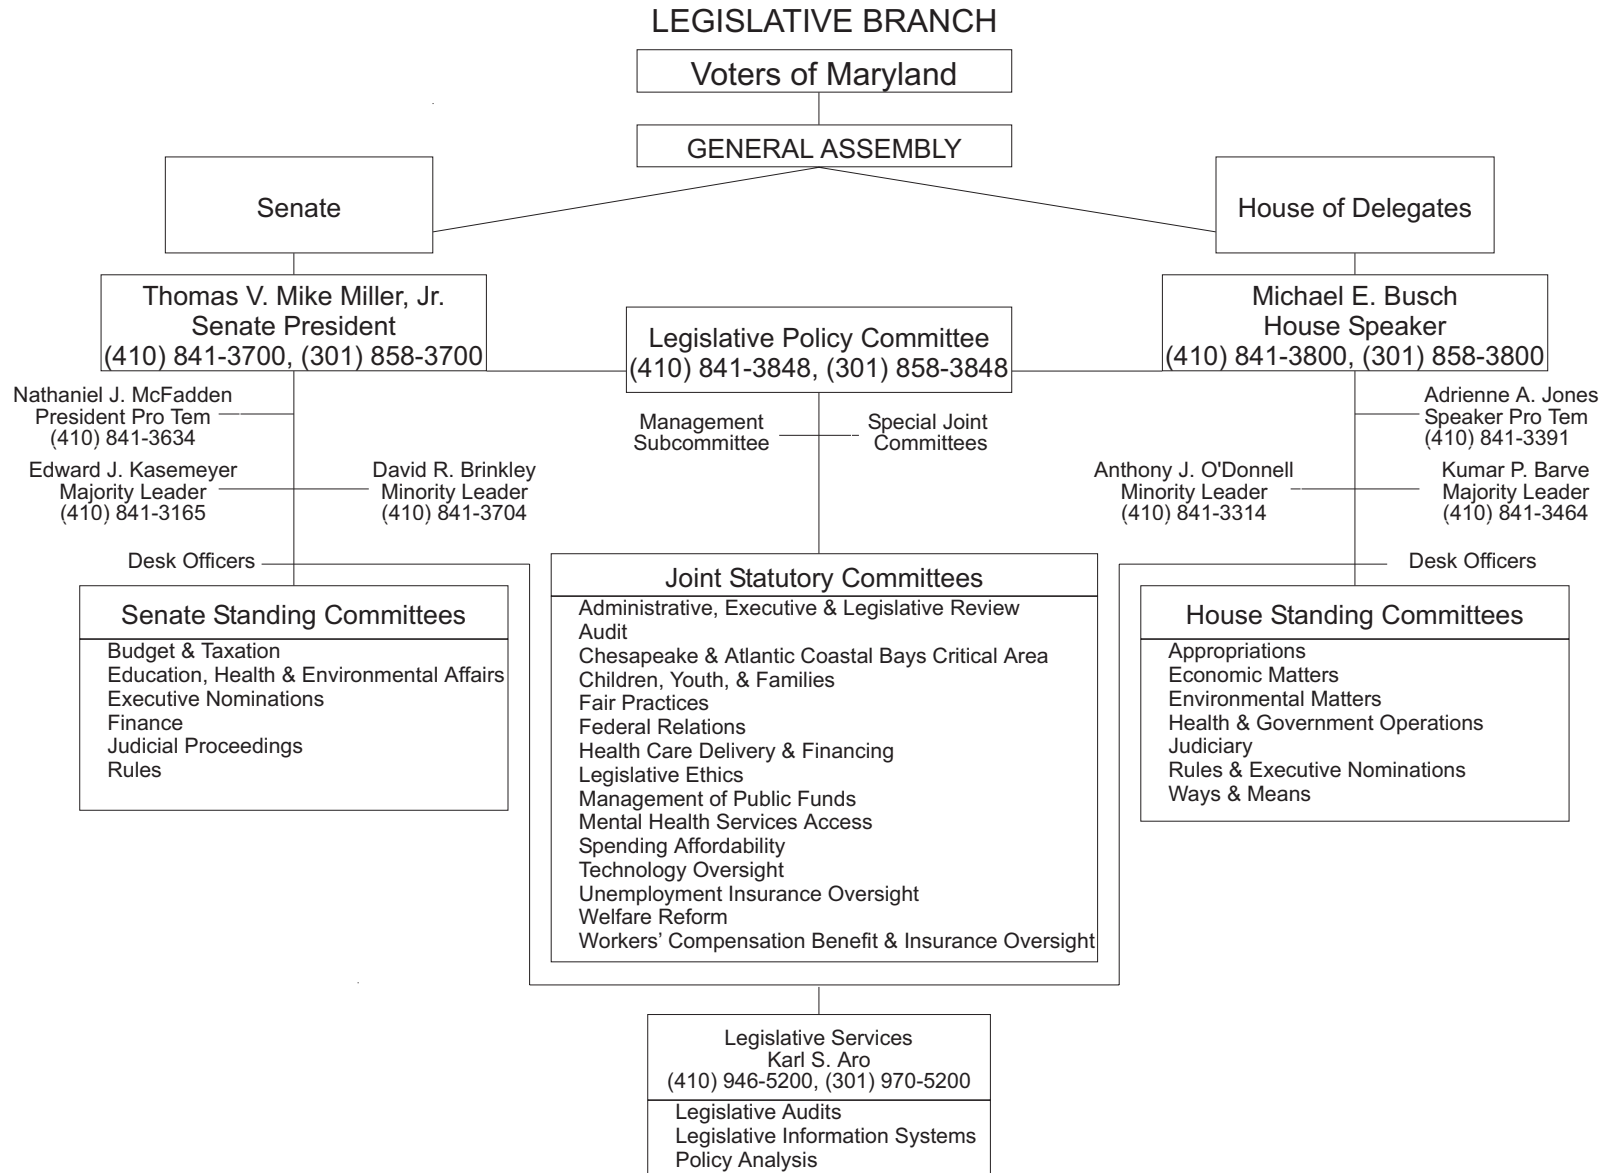 LEGISLATIVE BRANCH
Voters of Maryland
GENERAL ASSEMBLY
Senate
House of Delegates
Thomas V. Mike Miller, Jr.
Senate President
(410) 841-3700, (301) 858-3700
Legislative Policy Committee
(410) 841-3848, (301) 858-3848
Michael E. Busch
House Speaker
(410) 841-3800, (301) 858-3800
Nathaniel J. McFadden
President Pro Tem
(410) 841-3634
Edward J. Kasemeyer
Majority Leader
(410) 841-3165
David R. Brinkley
Minority Leader
(410) 841-3704
Management
Subcommittee
Special Joint
Committees
Adrienne A. Jones
Speaker Pro Tem
(410) 841-3391
Anthony J. O'Donnell
Minority Leader
(410) 841-3314
Kumar P. Barve
Majority Leader
(410) 841-3464
Desk Officers
Desk Officers
Senate Standing Committees
Budget & Taxation
Education, Health & Environmental Affairs
Executive Nominations
Finance
Judicial Proceedings
Rules
Joint Statutory Committees
Administrative, Executive & Legislative Review
Audit
Chesapeake & Atlantic Coastal Bays Critical Area
Children, Youth, & Families
Fair Practices
Federal Relations
Health Care Delivery & Financing
Legislative Ethics
Management of Public Funds
Mental Health Services Access
Spending Affordability
Technology Oversight
Unemployment Insurance Oversight
Welfare Reform
Workers’ Compensation Benefit & Insurance Oversight
House Standing Committees
Appropriations
Economic Matters
Environmental Matters
Health & Government Operations
Judiciary
Rules & Executive Nominations
Ways & Means
Legislative Services
Karl S. Aro
(410) 946-5200, (301) 970-5200
Legislative Audits
Legislative Information Systems
Policy Analysis